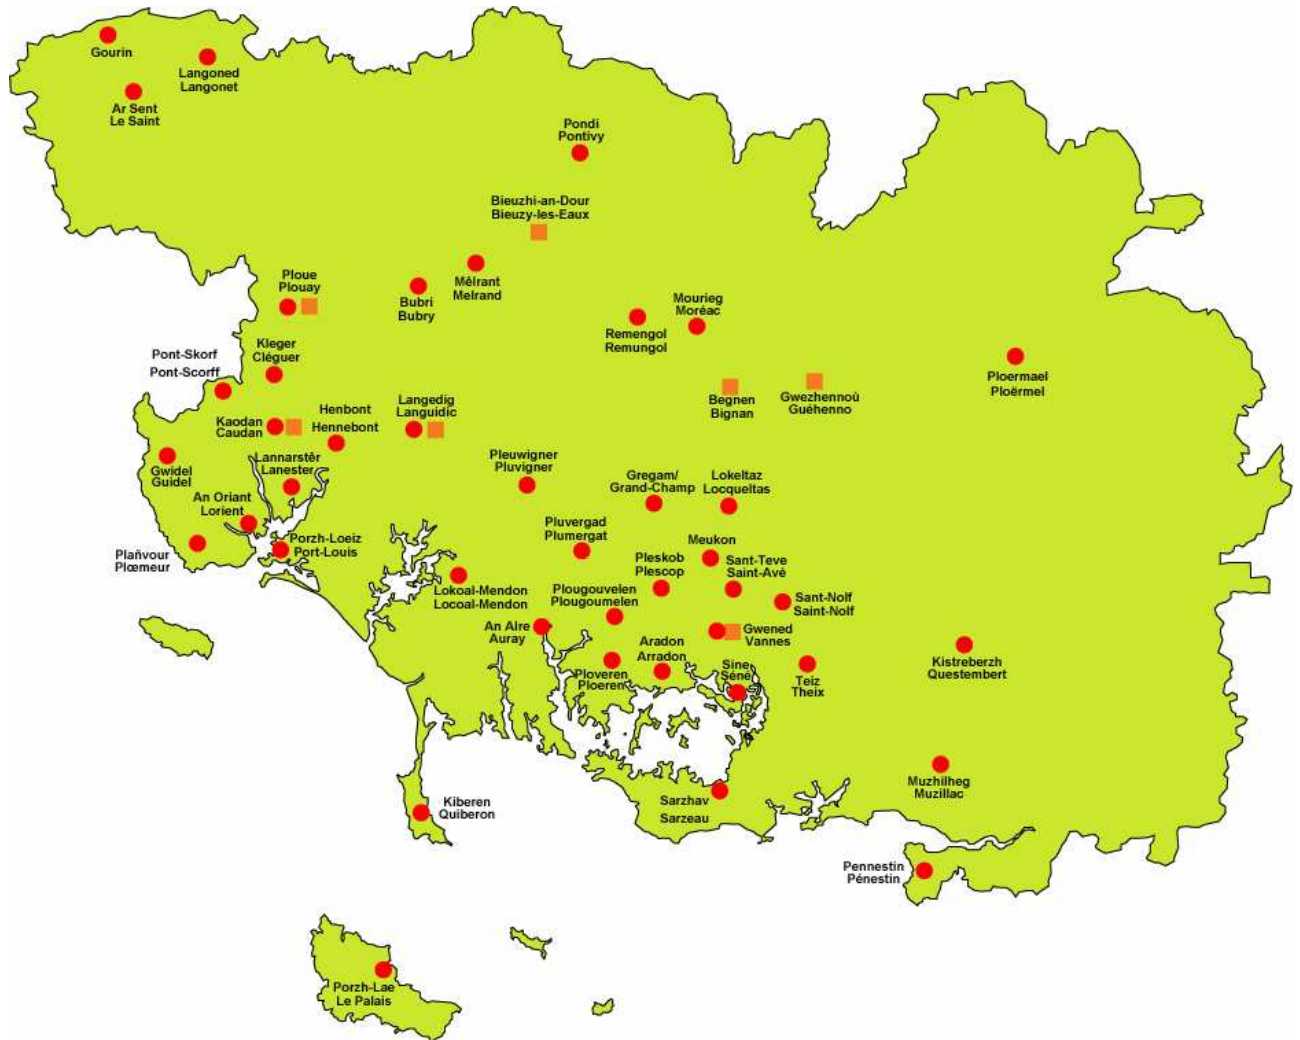 Gourin
Langoned
Langonet
Ar Sent
Le Saint
Pondi
Pontivy
Bieuzhi-an-Dour
Bieuzy-les-Eaux
Ploue
Plouay
Mêlrant
Melrand
Bubri
Bubry
Mourieg
Moréac
Remengol
Remungol
Kleger
Cléguer
Pont-Skorf
Pont-Scorff
Ploermael
Ploërmel
Begnen
Bignan
Gwezhennoù
Guéhenno
Langedig
Languidic
Henbont
Hennebont
Kaodan
Caudan
Gwidel
Guidel
Lannarstêr
Lanester
Pleuwigner
Pluvigner
Gregam/
Grand-Champ
Lokeltaz
Locqueltas
An Oriant
Lorient
Porzh-Loeiz
Port-Louis
Plañvour
Plœmeur
Pluvergad
Plumergat
Meukon
Pleskob
Plescop
Sant-Teve
Saint-Avé
Lokoal-Mendon
Locoal-Mendon
Plougouvelen
Plougoumelen
Sant-Nolf
Saint-Nolf
An Alre
Auray
Gwened
Vannes
Aradon
Arradon
Ploveren
Ploeren
Sine
Séné
Teiz
Theix
Kistreberzh
Questembert
Muzhilheg
Muzillac
Kiberen
Quiberon
Sarzhav
Sarzeau
Pennestin
Pénestin
Porzh-Lae
Le Palais